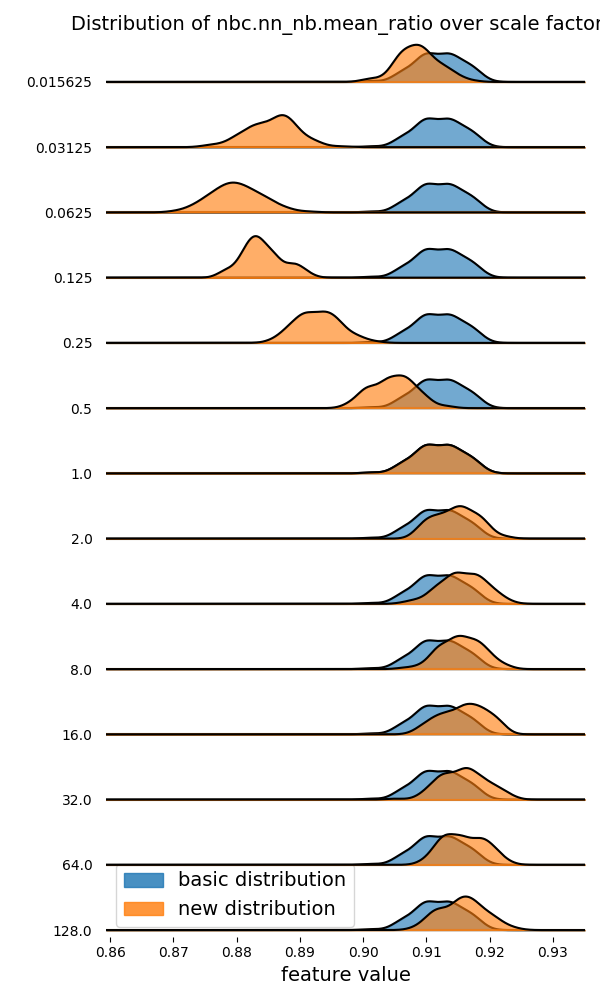 Distribution of nbc.nn_nb.mean_ratio over scale factor
0.015625
0.03125
0.0625
0.125
0.25
0.5
1.0
2.0
4.0
8.0
16.0
32.0
64.0
basic distribution
new distribution
128.0
0.86 0.87 0.88 0.89 0.90 0.91 0.92 0.93
feature value